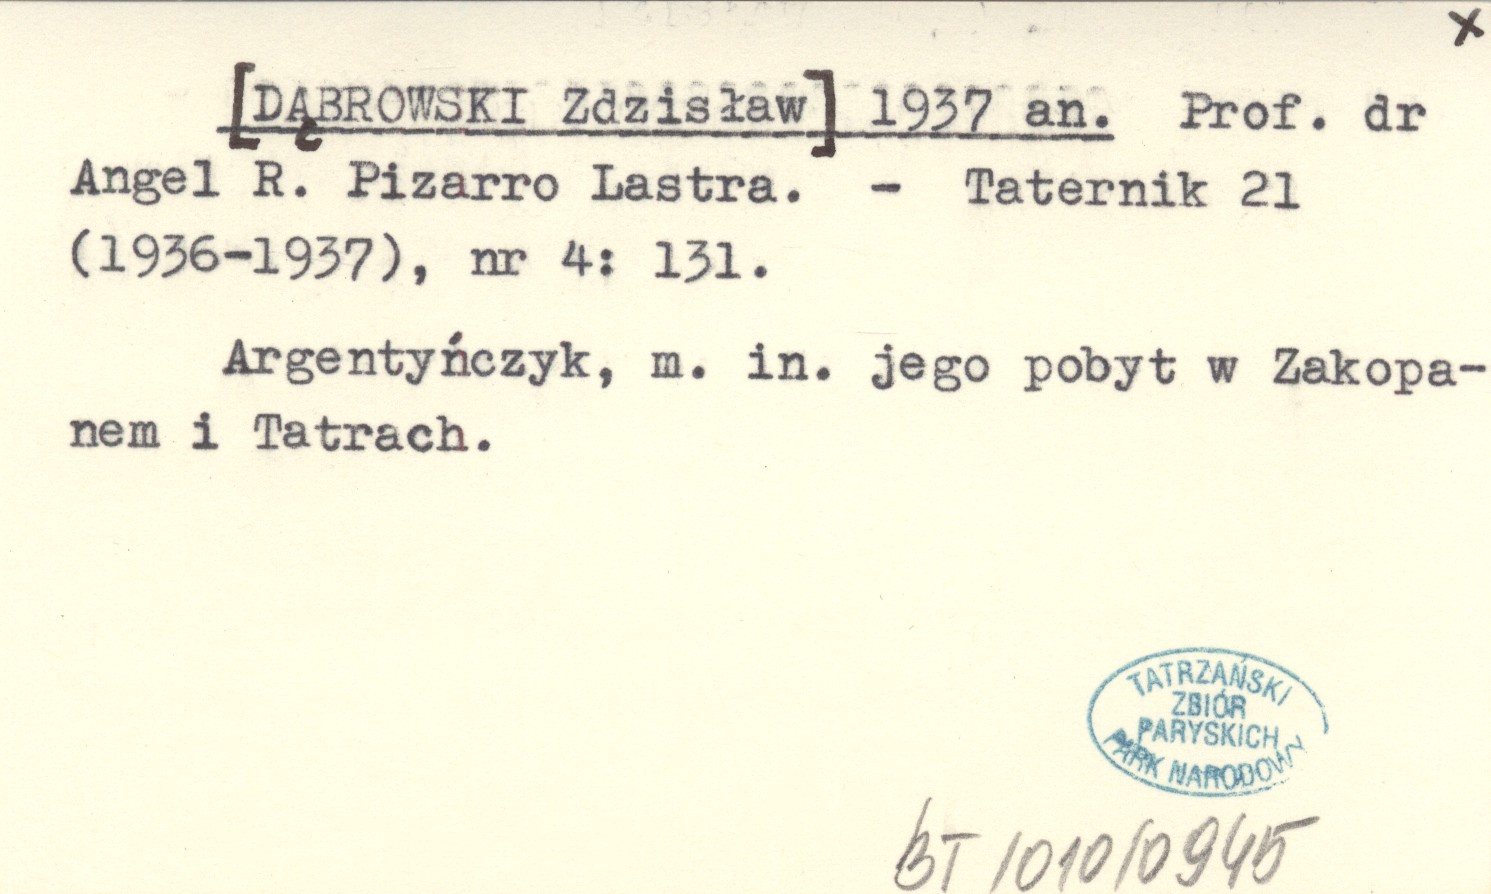 x
[DĄBROWSKI Zdzisław] 1937 an. Prof. dr
Angel R. Pizarro Lastra. - Taternik 21
(1936-1937), nr 4: 131.
Argentyńczyk, m. in. jego pobyt w Zakopa-
nem i Tatrach.
TATRZAŃSKI
ZBIÓR
PARYSKICH
PARK NARODOWY
BT/010/0945